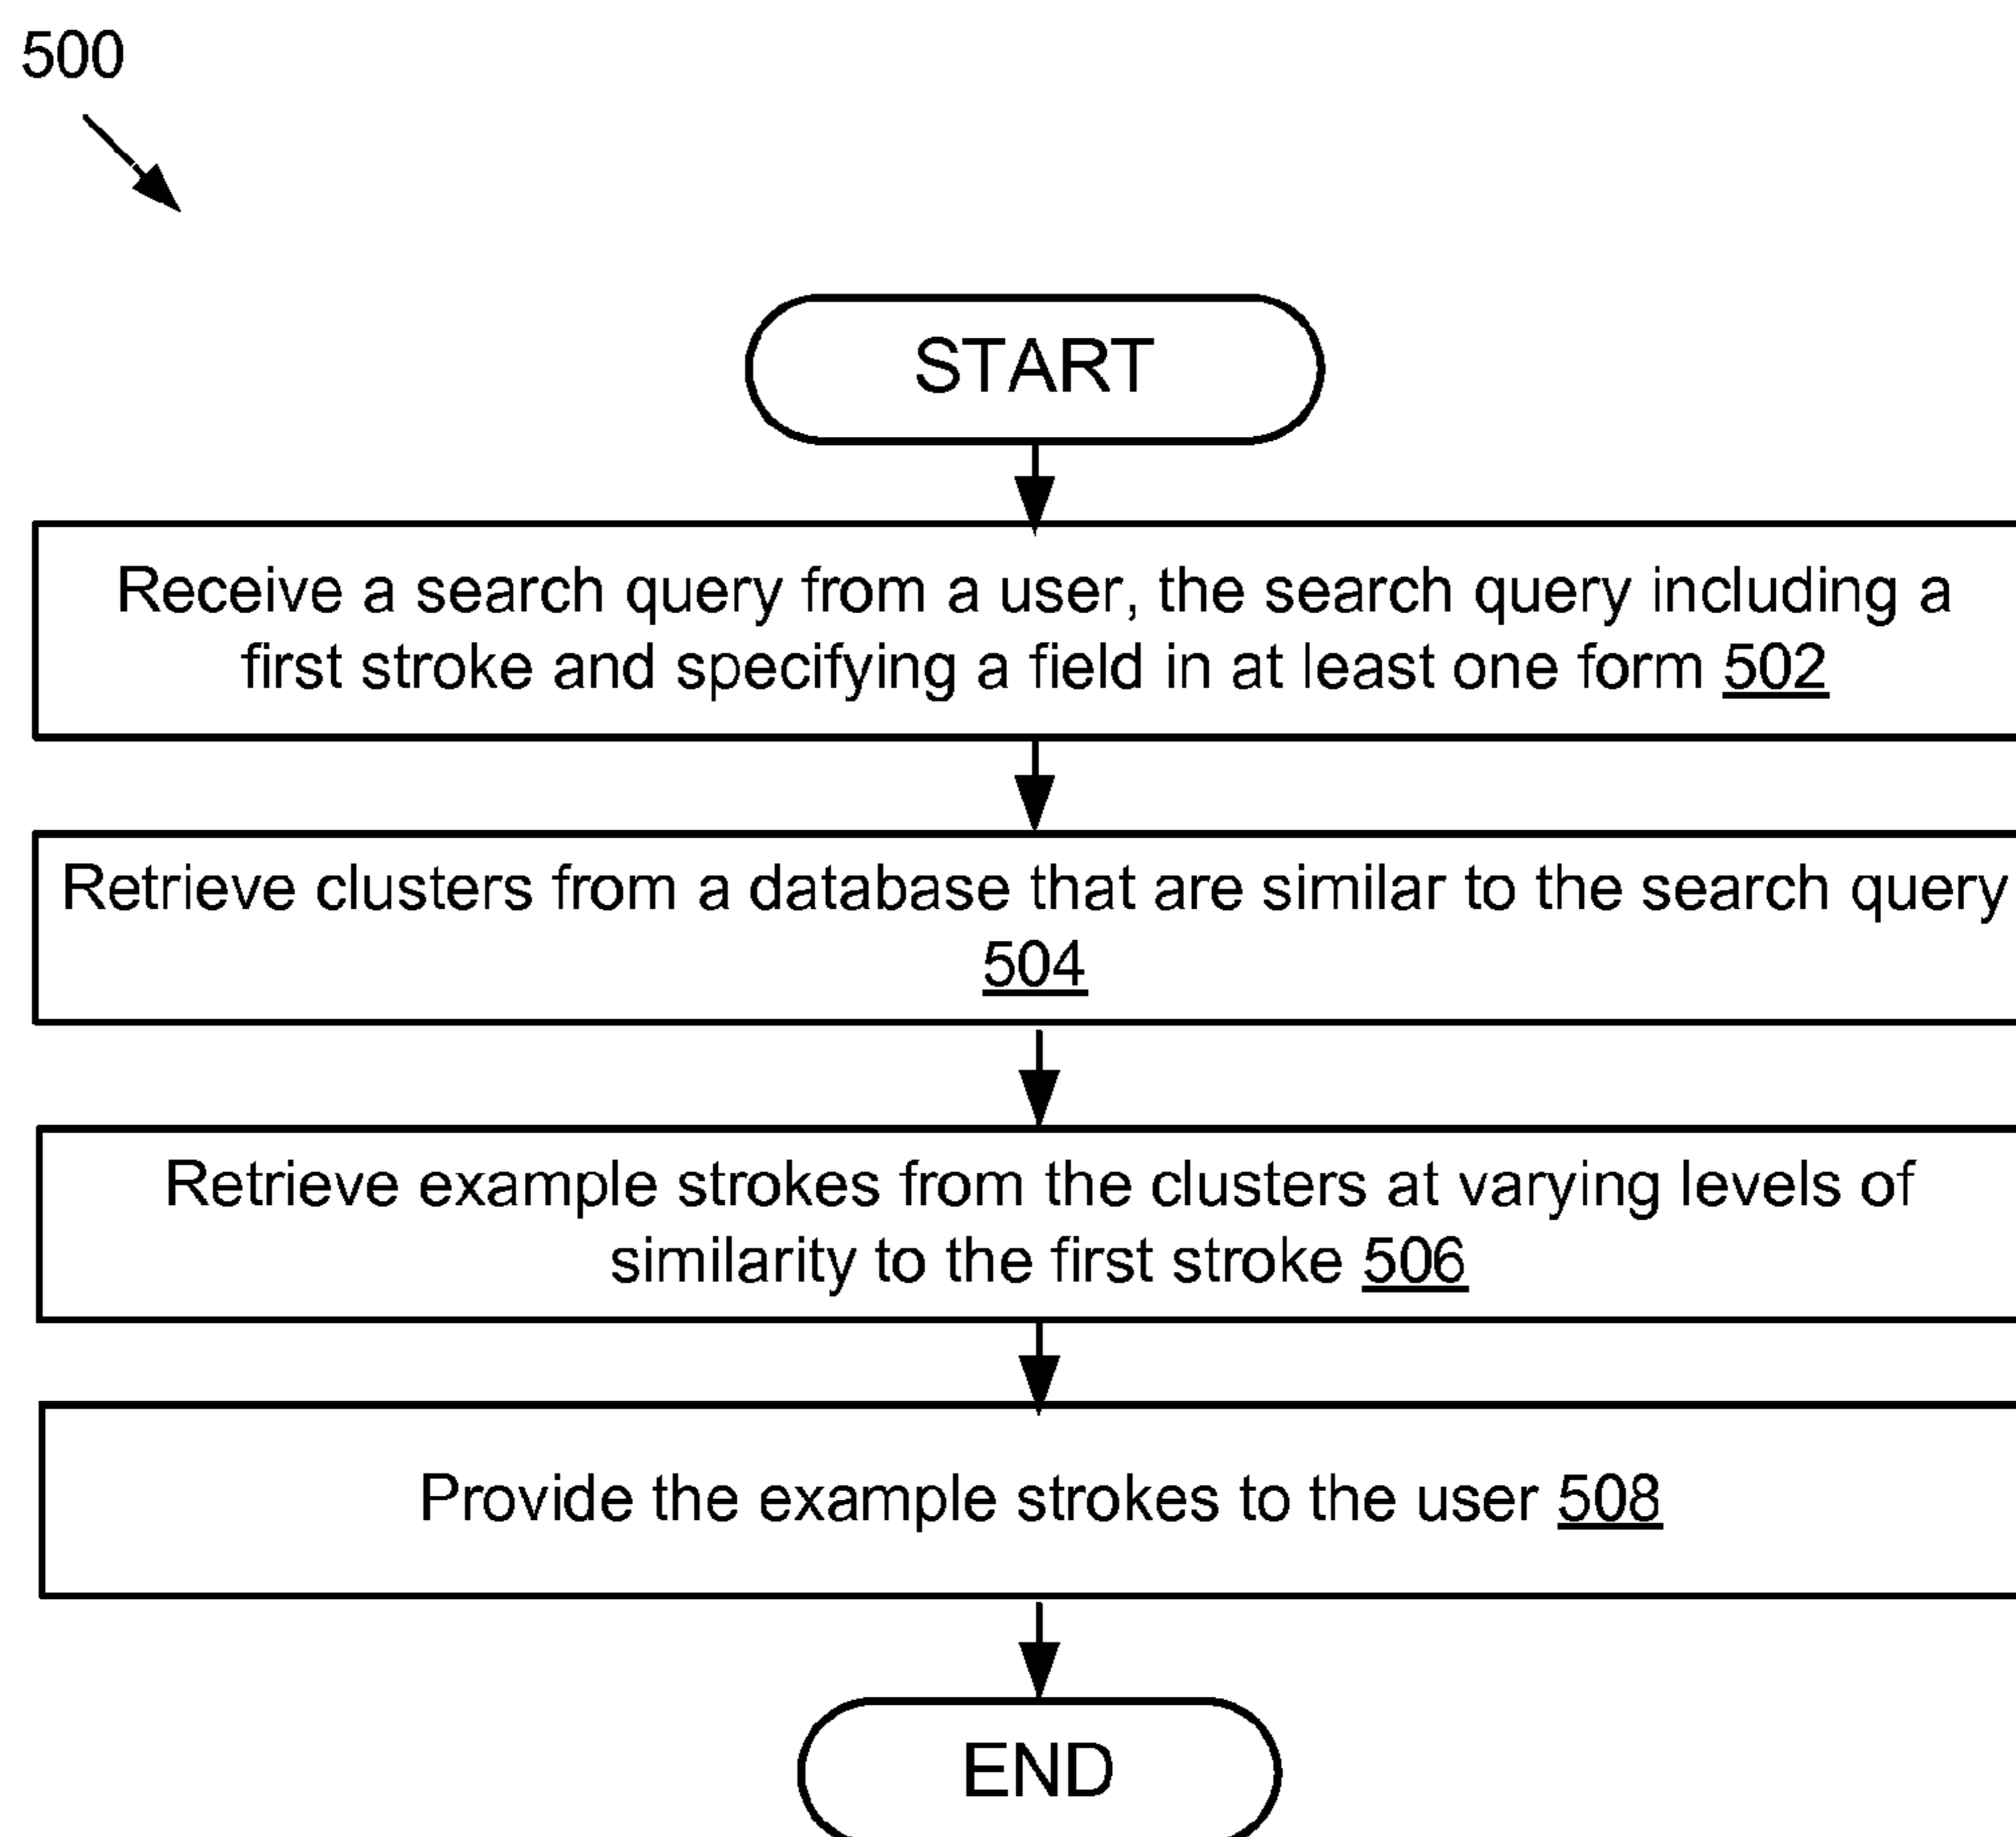 500
START
Receive a search query from a user, the search query including a
first stroke and specifying a field in at least one form 502
Retrieve clusters from a database that are similar to the search query
504
Retrieve example strokes from the clusters at varying levels of
similarity to the first stroke 506
Provide the example strokes to the user 508
END